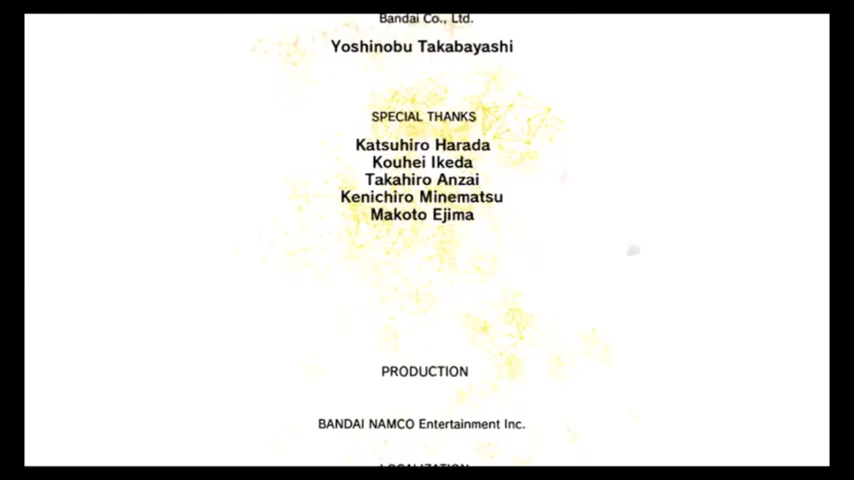 Bandai Co., Ltd.
Yoshinobu Takabayashi
SPECIAL THANKS
Katsuhiro Harada
Kouhei Ikeda
Takahiro Anzai
Kenichiro Minematsu
Makoto Ejima
PRODUCTION
BANDAI NAMCO Entertainment Inc.
LOCALIZATION